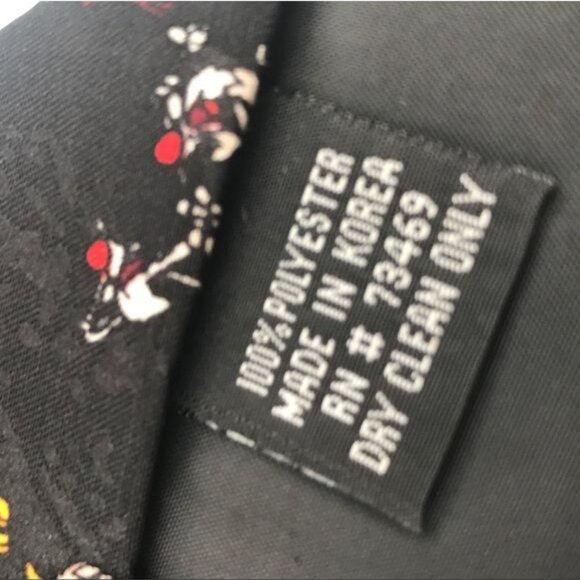 100% POLYESTER
MADE IN KOREA
RN # 73469
DRY CLEAN ONLY